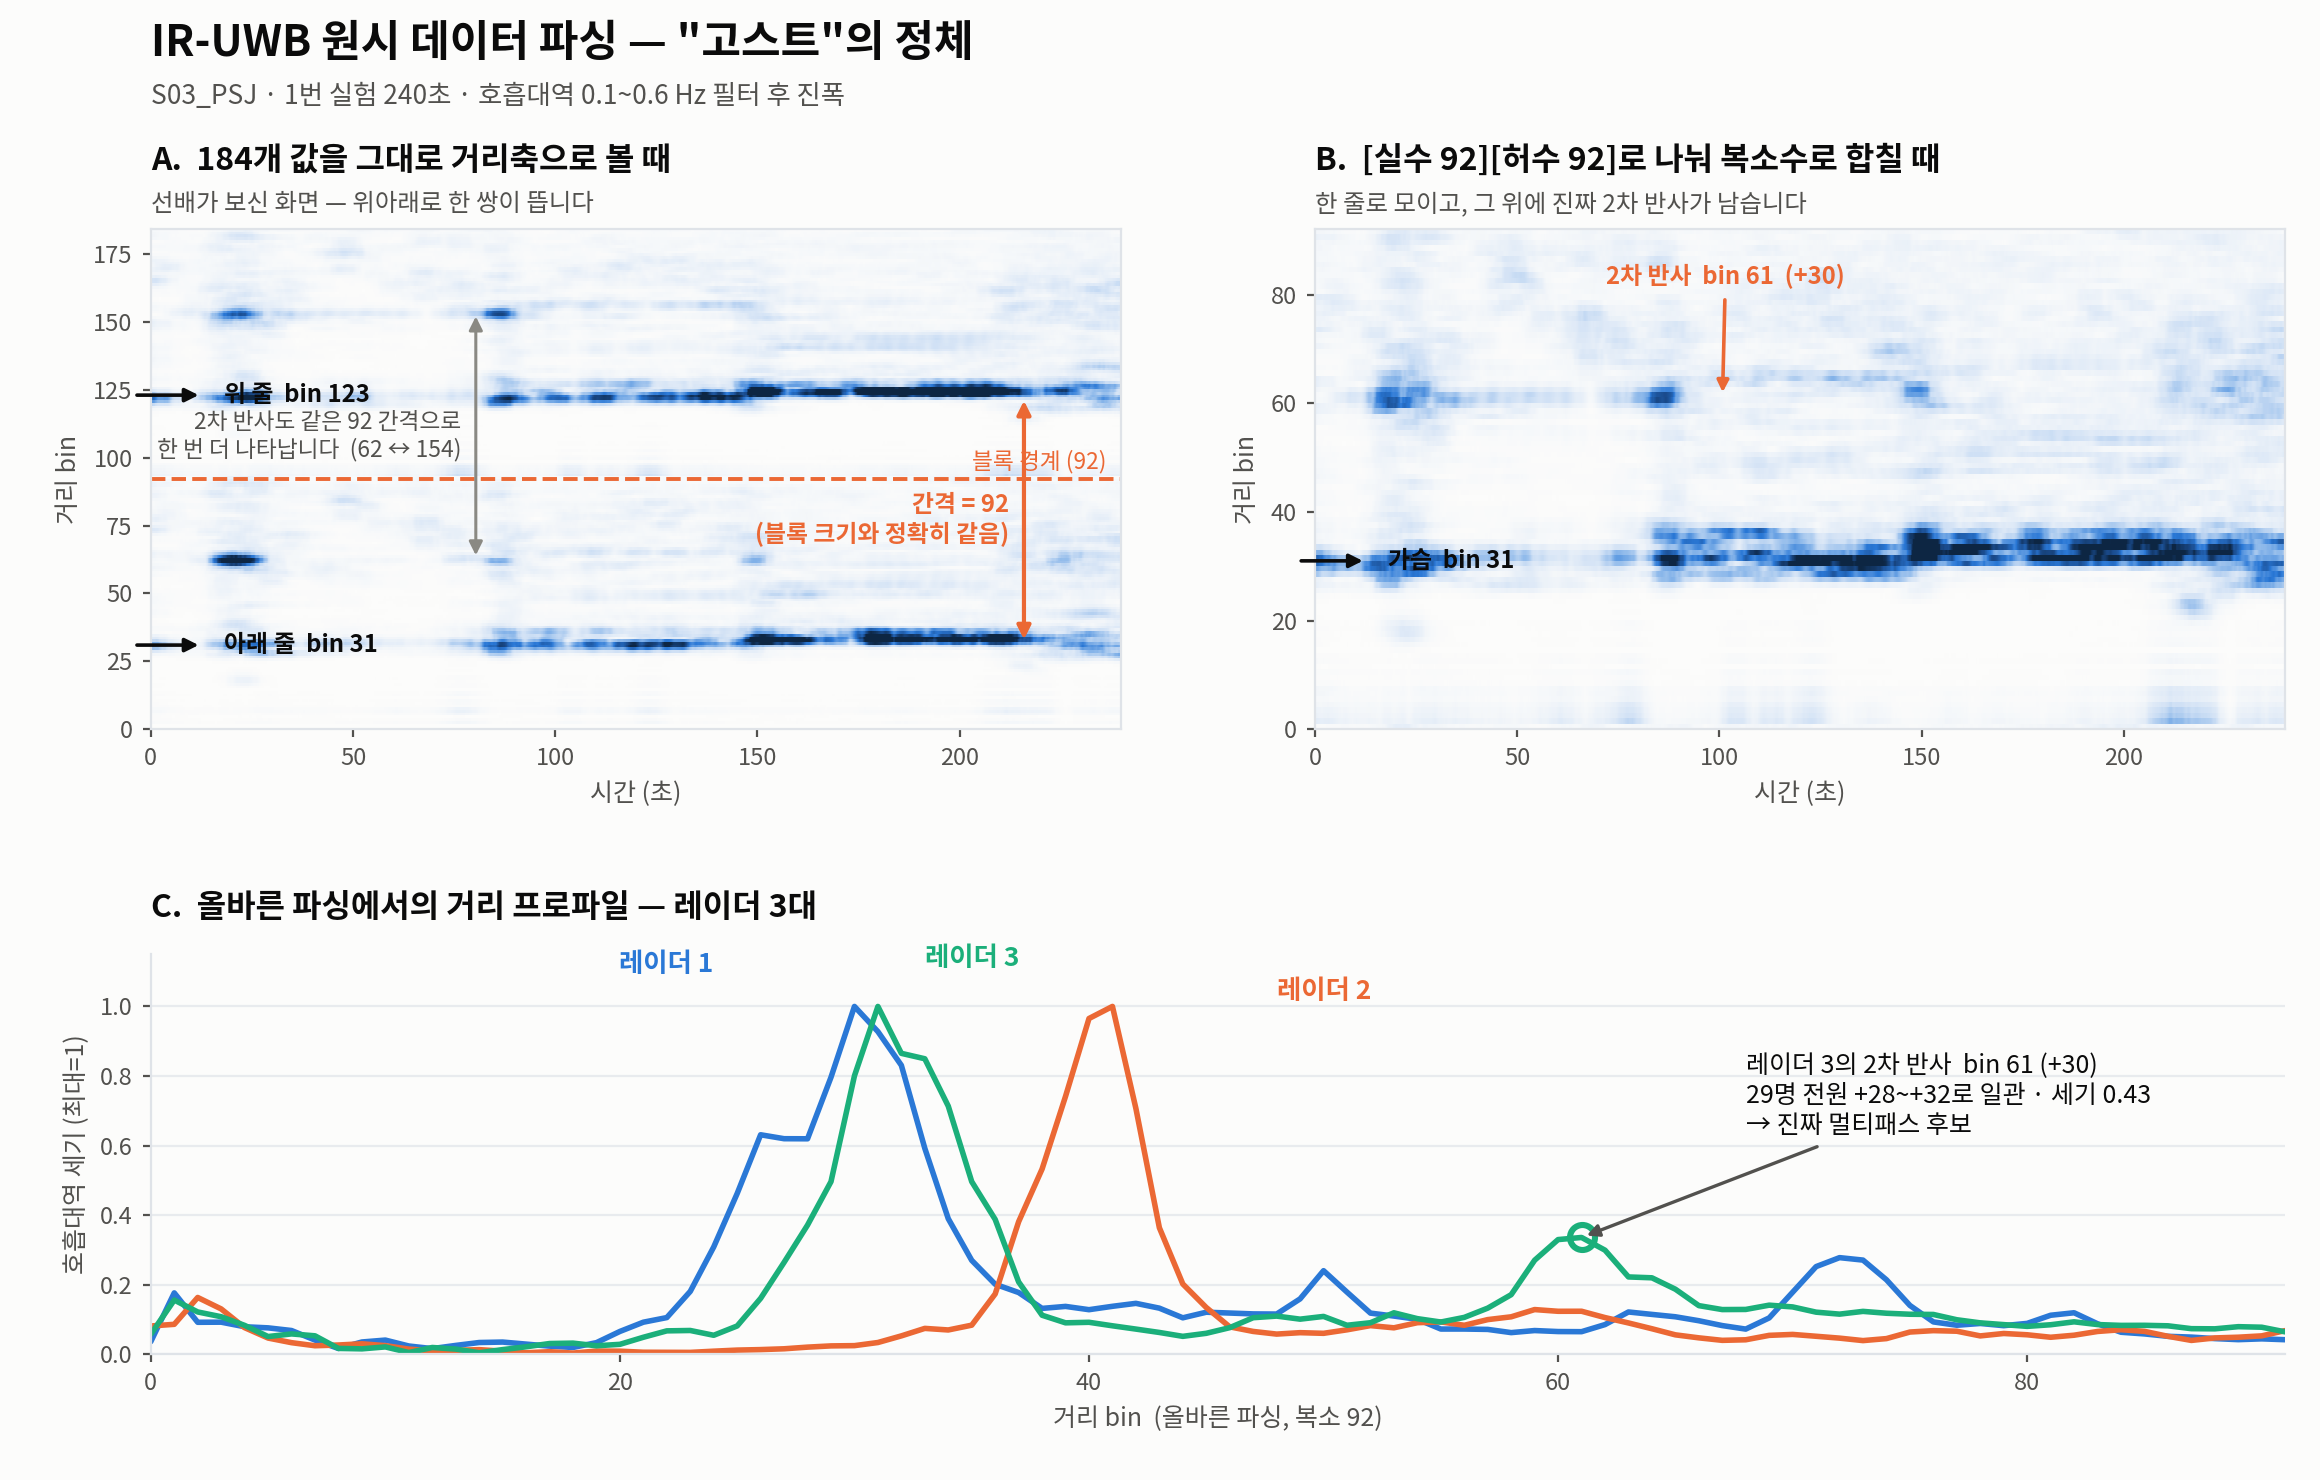 IR-UWB 원시 데이터 파싱 — "고스트"의 정체
S03_PSJ · 1번 실험 240초 · 호흡대역 0.1~0.6 Hz 필터 후 진폭
A. 184개 값을 그대로 거리축으로 볼 때
선배가 보신 화면 — 위아래로 한 쌍이 뜹니다
거리 bin
175
150
125
100
75
50
25
0
위 줄 bin 123
2차 반사도 같은 92 간격으로
한 번 더 나타납니다 (62 ↔ 154)
블록 경계 (92)
간격 = 92
(블록 크기와 정확히 같음)
아래 줄 bin 31
0 50 100 150 200
시간 (초)
B. [실수 92][허수 92]로 나눠 복소수로 합칠 때
한 줄로 모이고, 그 위에 진짜 2차 반사가 남습니다
거리 bin
80
60
40
20
0
2차 반사 bin 61 (+30)
가슴 bin 31
0 50 100 150 200
시간 (초)
C. 올바른 파싱에서의 거리 프로파일 — 레이더 3대
레이더 1
레이더 3
레이더 2
호흡대역 세기 (최대=1)
1.0
0.8
0.6
0.4
0.2
0.0
레이더 3의 2차 반사 bin 61 (+30)
29명 전원 +28~+32로 일관 · 세기 0.43
→ 진짜 멀티패스 후보
0 20 40 60 80
거리 bin (올바른 파싱, 복소 92)